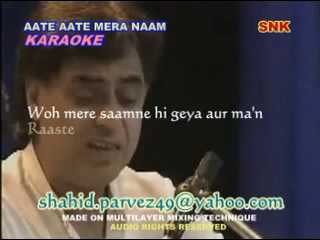 AATE AATE MERA NAAM
SNK
KARAOKE
Woh mere saamne hi geya aur ma'n
Raaste
shahid.parvez49@yahoo.com
MADE ON MULTILAYER MIXING TECHNIQUE
AUDIO RIGHTS RESERVED